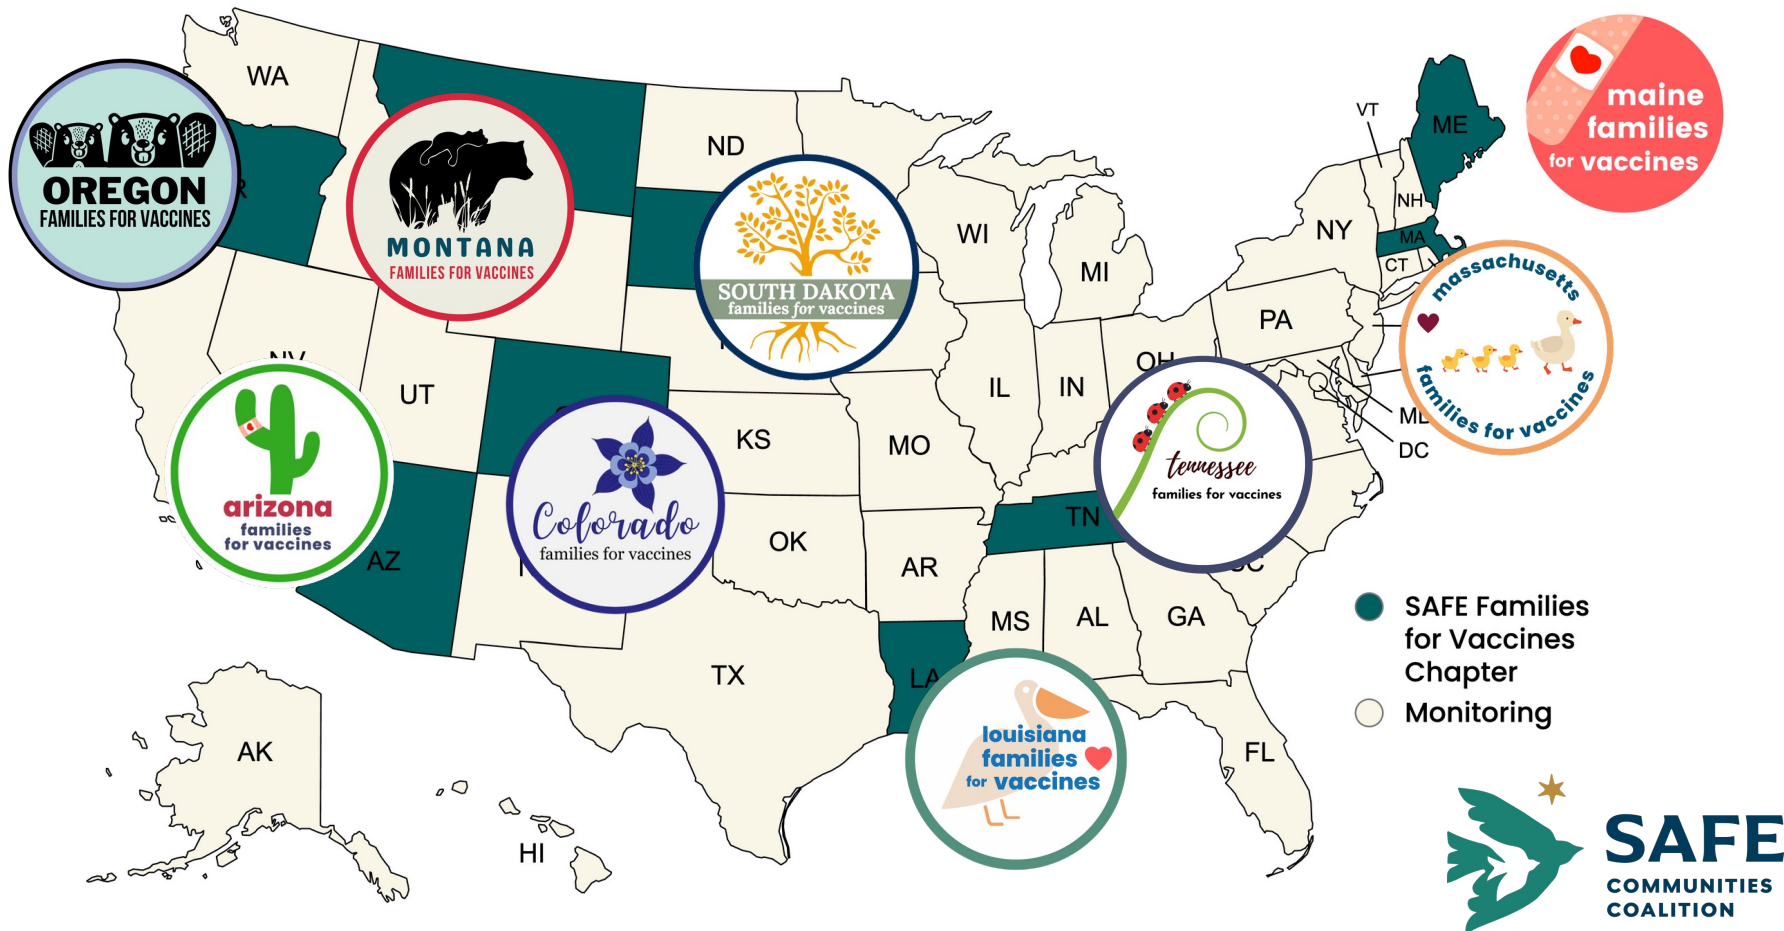 WA
OREGON
FAMILIES FOR VACCINES
MONTANA
FAMILIES FOR VACCINES
ND
SOUTH DAKOTA
families for vaccines
WI
MI
VT
ME
NH
NY
MA
CT
maine
families
for vaccines
massachusetts
families for vaccines
PA
OH
IL
IN
DC
NV
UT
KS
MO
arizona
families
for vaccines
AZ
Colorado
families for vaccines
OK
AR
TN
tennessee
families for vaccines
MS
AL
GA
TX
LA
louisiana
families
for vaccines
FL
AK
HI
SAFE Families
for Vaccines
Chapter
Monitoring
SAFE
COMMUNITIES
COALITION